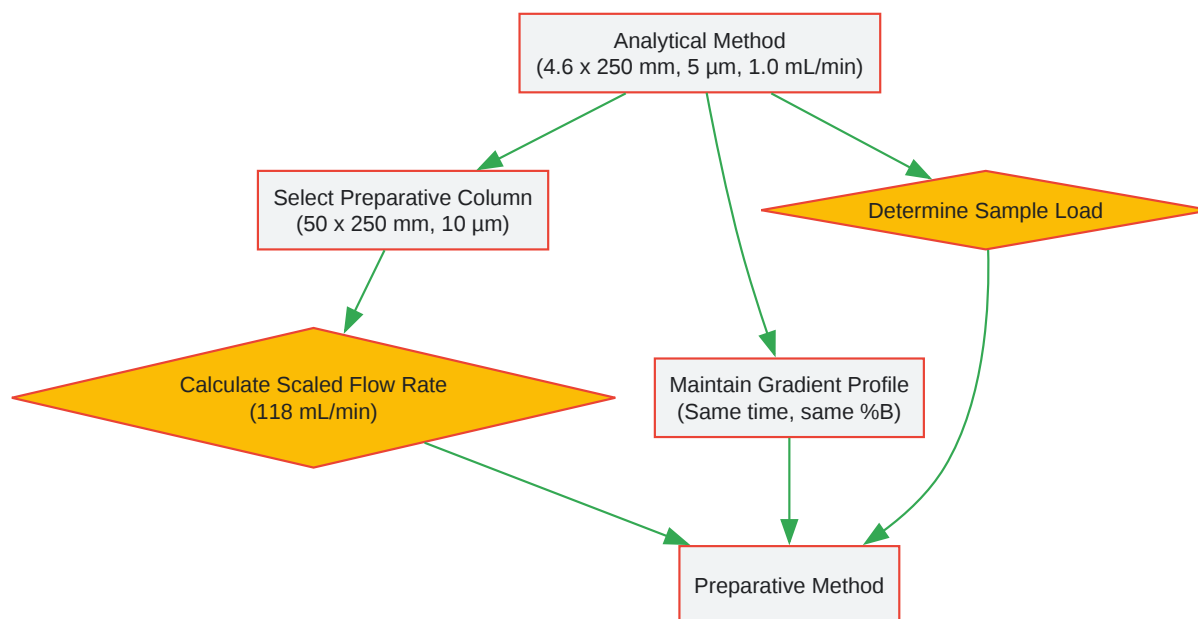 Analytical Method
(4.6 x 250 mm, 5 µm, 1.0 mL/min)
Select Preparative Column
(50 x 250 mm, 10 µm)
Determine Sample Load
Calculate Scaled Flow Rate
(118 mL/min)
Maintain Gradient Profile
(Same time, same %B)
Preparative Method